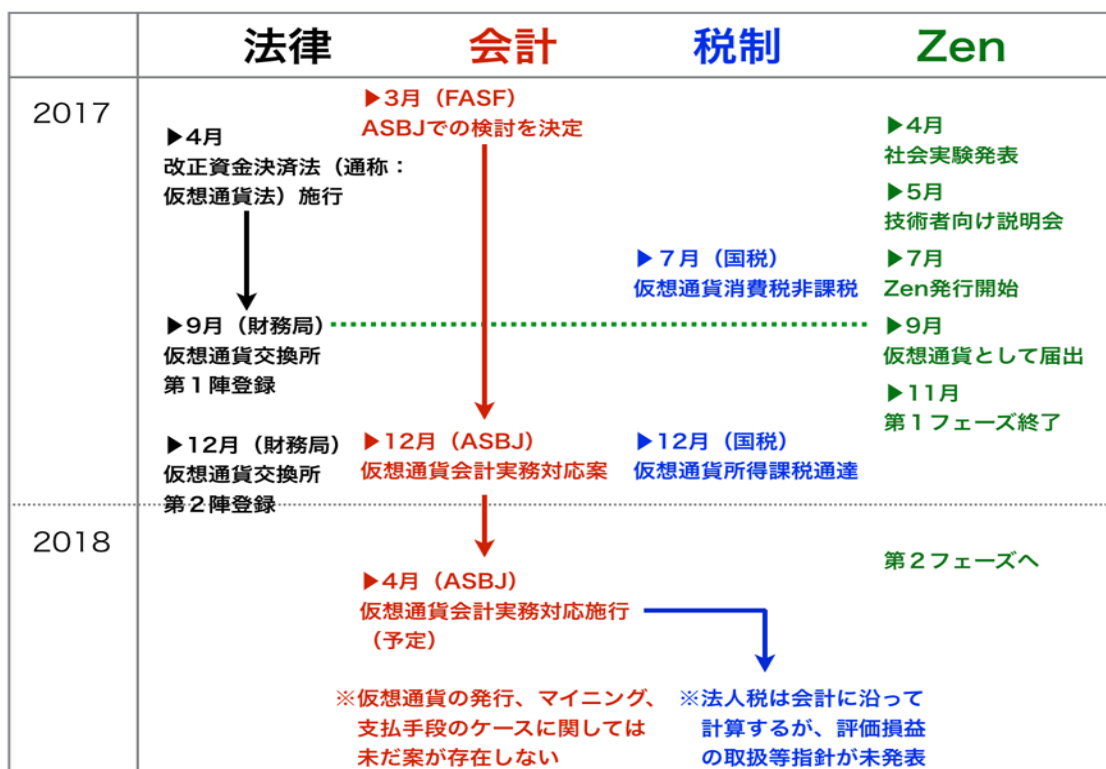 法律 会計 税制 Zen
2017
▶4月
改正資金決済法（通称：
仮想通貨法）施行
▶9月（財務局）
仮想通貨交換所
第１陣登録
▶12月（財務局）
仮想通貨交換所
第２陣登録
▶3月（FASF）
ASBJでの検討を決定
▶12月（ASBJ）
仮想通貨会計実務対応案
▶７月（国税）
仮想通貨消費税非課税
▶12月（国税）
仮想通貨所得課税通達
▶4月
社会実験発表
▶5月
技術者向け説明会
▶7月
Zen発行開始
▶9月
仮想通貨として届出
▶11月
第１フェーズ終了
2018
▶4月（ASBJ）
仮想通貨会計実務対応施行
（予定）
※仮想通貨の発行、マイニング、
支払手段のケースに関しては
未だ案が存在しない
※法人税は会計に沿って
計算するが、評価損益
の取扱等指針が未発表
第２フェーズへ